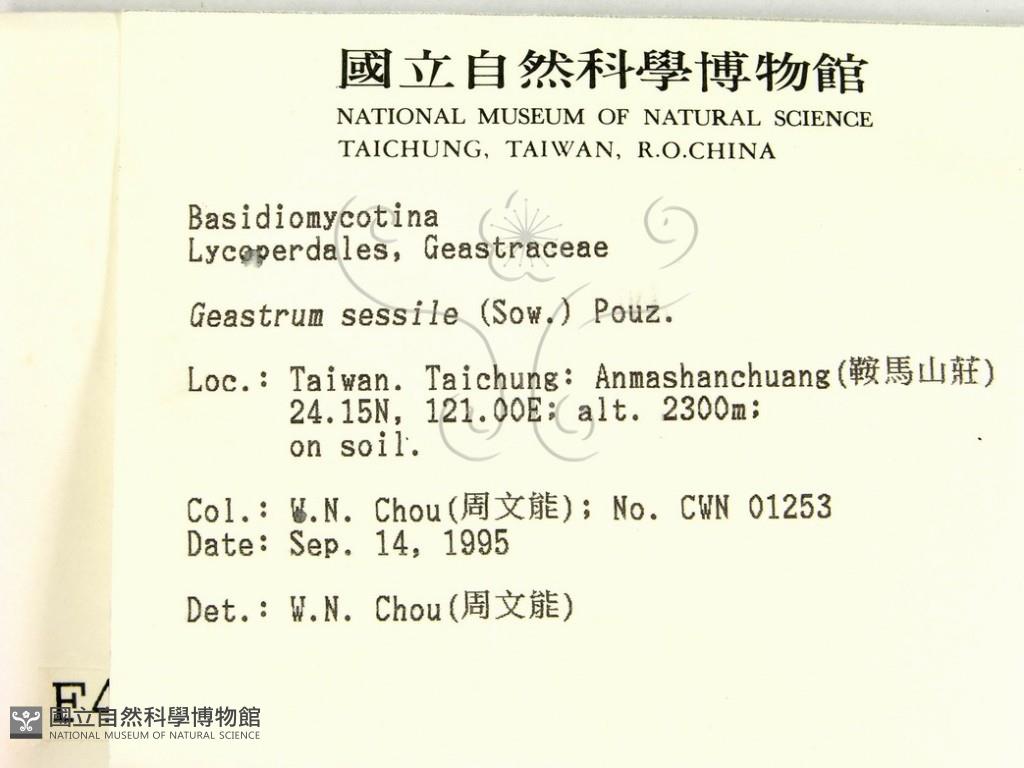 國立自然科學博物館
NATIONAL MUSEUM OF NATURAL SCIENCE
TAICHUNG, TAIWAN, R.O.CHINA
Basidiomycotina
Lycoperdales, Geastraceae
Geastrum sessile (Sow.) Pouz.
Loc.: Taiwan. Taichung: Anmashanchuang(鞍馬山莊)
24.15N, 121.00E; alt. 2300m;
on soil.
Col.: W.N. Chou(周文能); No. CWN 01253
Date: Sep. 14, 1995
Det.: W.N. Chou(周文能)
F4
國立自然科學博物館
NATIONAL MUSEUM OF NATURAL SCIENCE